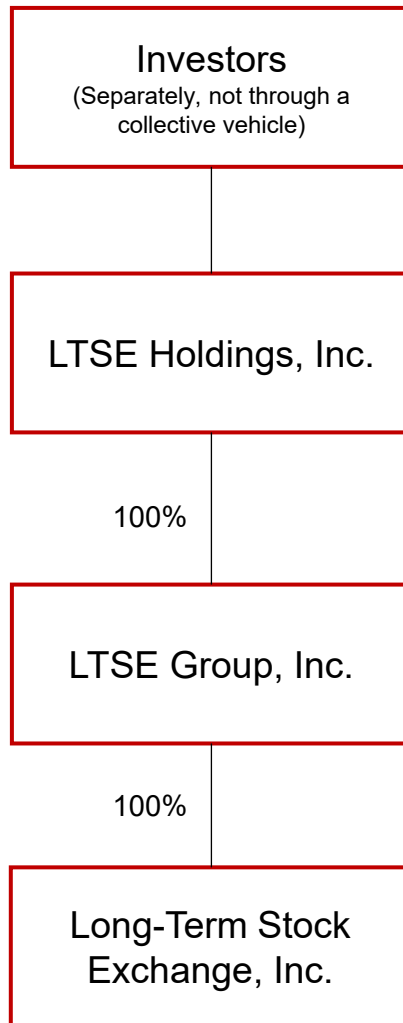 Investors
(Separately, not through a
collective vehicle)
LTSE Holdings, Inc.
100%
LTSE Group, Inc.
100%
Long-Term Stock
Exchange, Inc.